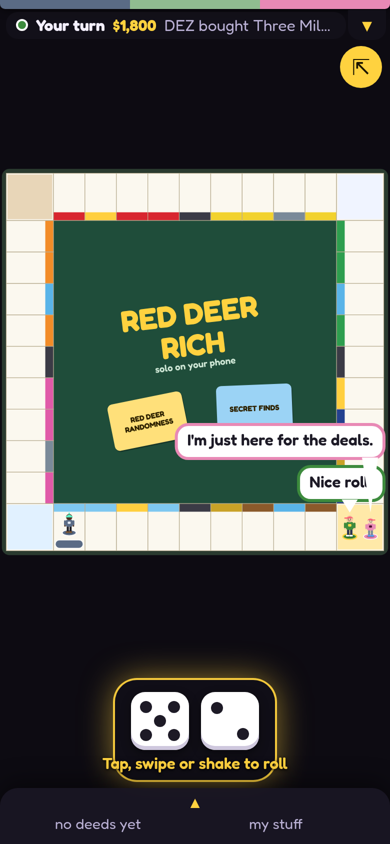 Your turn $1,800 DEZ bought Three Mil...
RED DEER
RICH
solo on your phone
RED DEER
RANDOMNESS
SECRET FINDS
I'm just here for the deals.
Nice roll
Tap, swipe or shake to roll
no deeds yet my stuff